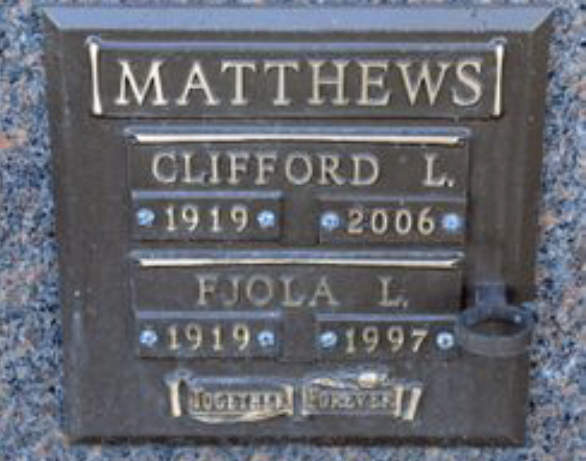 MATTHEWS
CLIFFORD L.
1919 2006
FJOLA L.
1919 1997
TOGETHER FOREVER